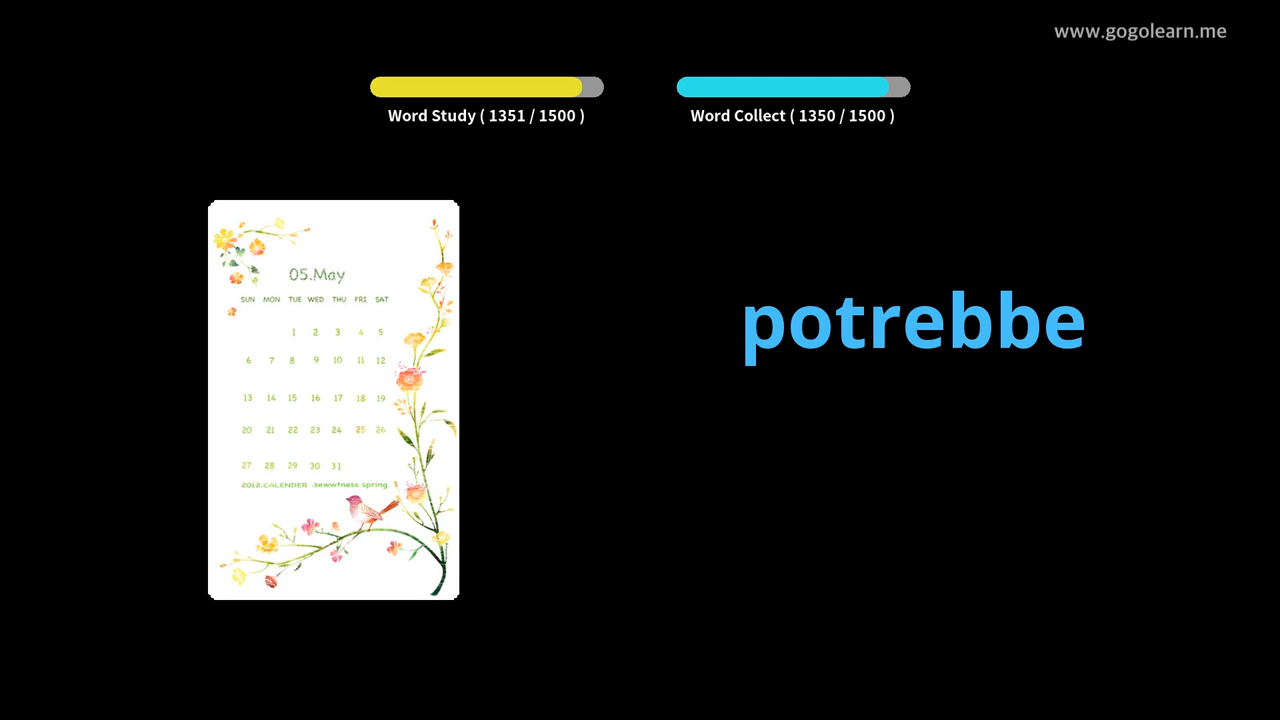 www.gogolearn.me
Word Study ( 1351 / 1500 )
Word Collect ( 1350 / 1500 )
05.May
SUN MON TUE WED THU FRI SAT
1 2 3 4 5
6 7 8 9 10 11 12
13 14 15 16 17 18 19
20 21 22 23 24 25 26
27 28 29 30 31
2012.CALENDER .sewwtness spring
potrebbe